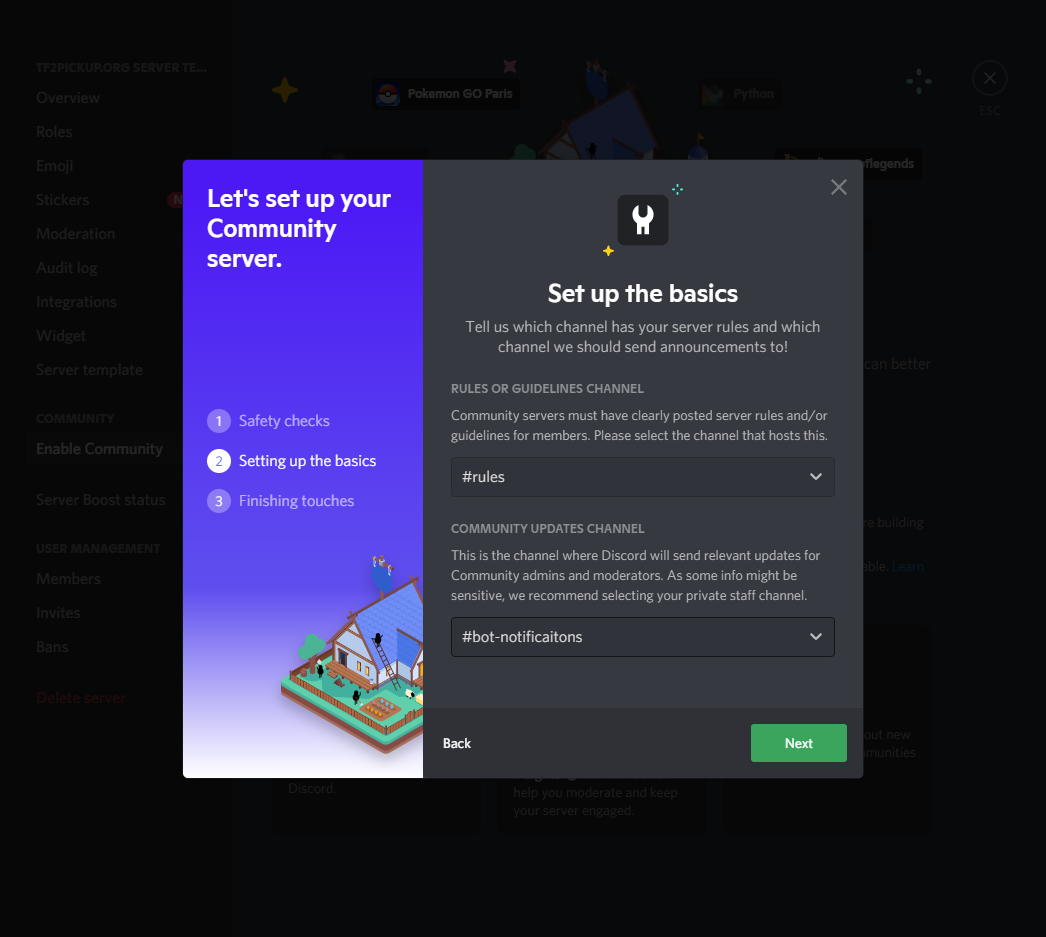 TF2PICKUP.ORG SERVER TE...
Overview
Roles
Emoji
Stickers
N
Moderation
Audit log
Integrations
Widget
Server template
COMMUNITY
Enable Community
Server Boost status
USER MANAGEMENT
Members
Invites
Bans
Delete server
Pokemon GO Paris
Python
legends
ESC
Let's set up your
Community
server.
1 Safety checks
2 Setting up the basics
3 Finishing touches
Set up the basics
Tell us which channel has your server rules and which
channel we should send announcements to!
RULES OR GUIDELINES CHANNEL
Community servers must have clearly posted server rules and/or
guidelines for members. Please select the channel that hosts this.
#rules
COMMUNITY UPDATES CHANNEL
This is the channel where Discord will send relevant updates for
Community admins and moderators. As some info might be
sensitive, we recommend selecting your private staff channel.
#bot-notificaitons
Back
Next
can better
re building
able. Learn
out new
munities
Discord.
help you moderate and keep
your server engaged.